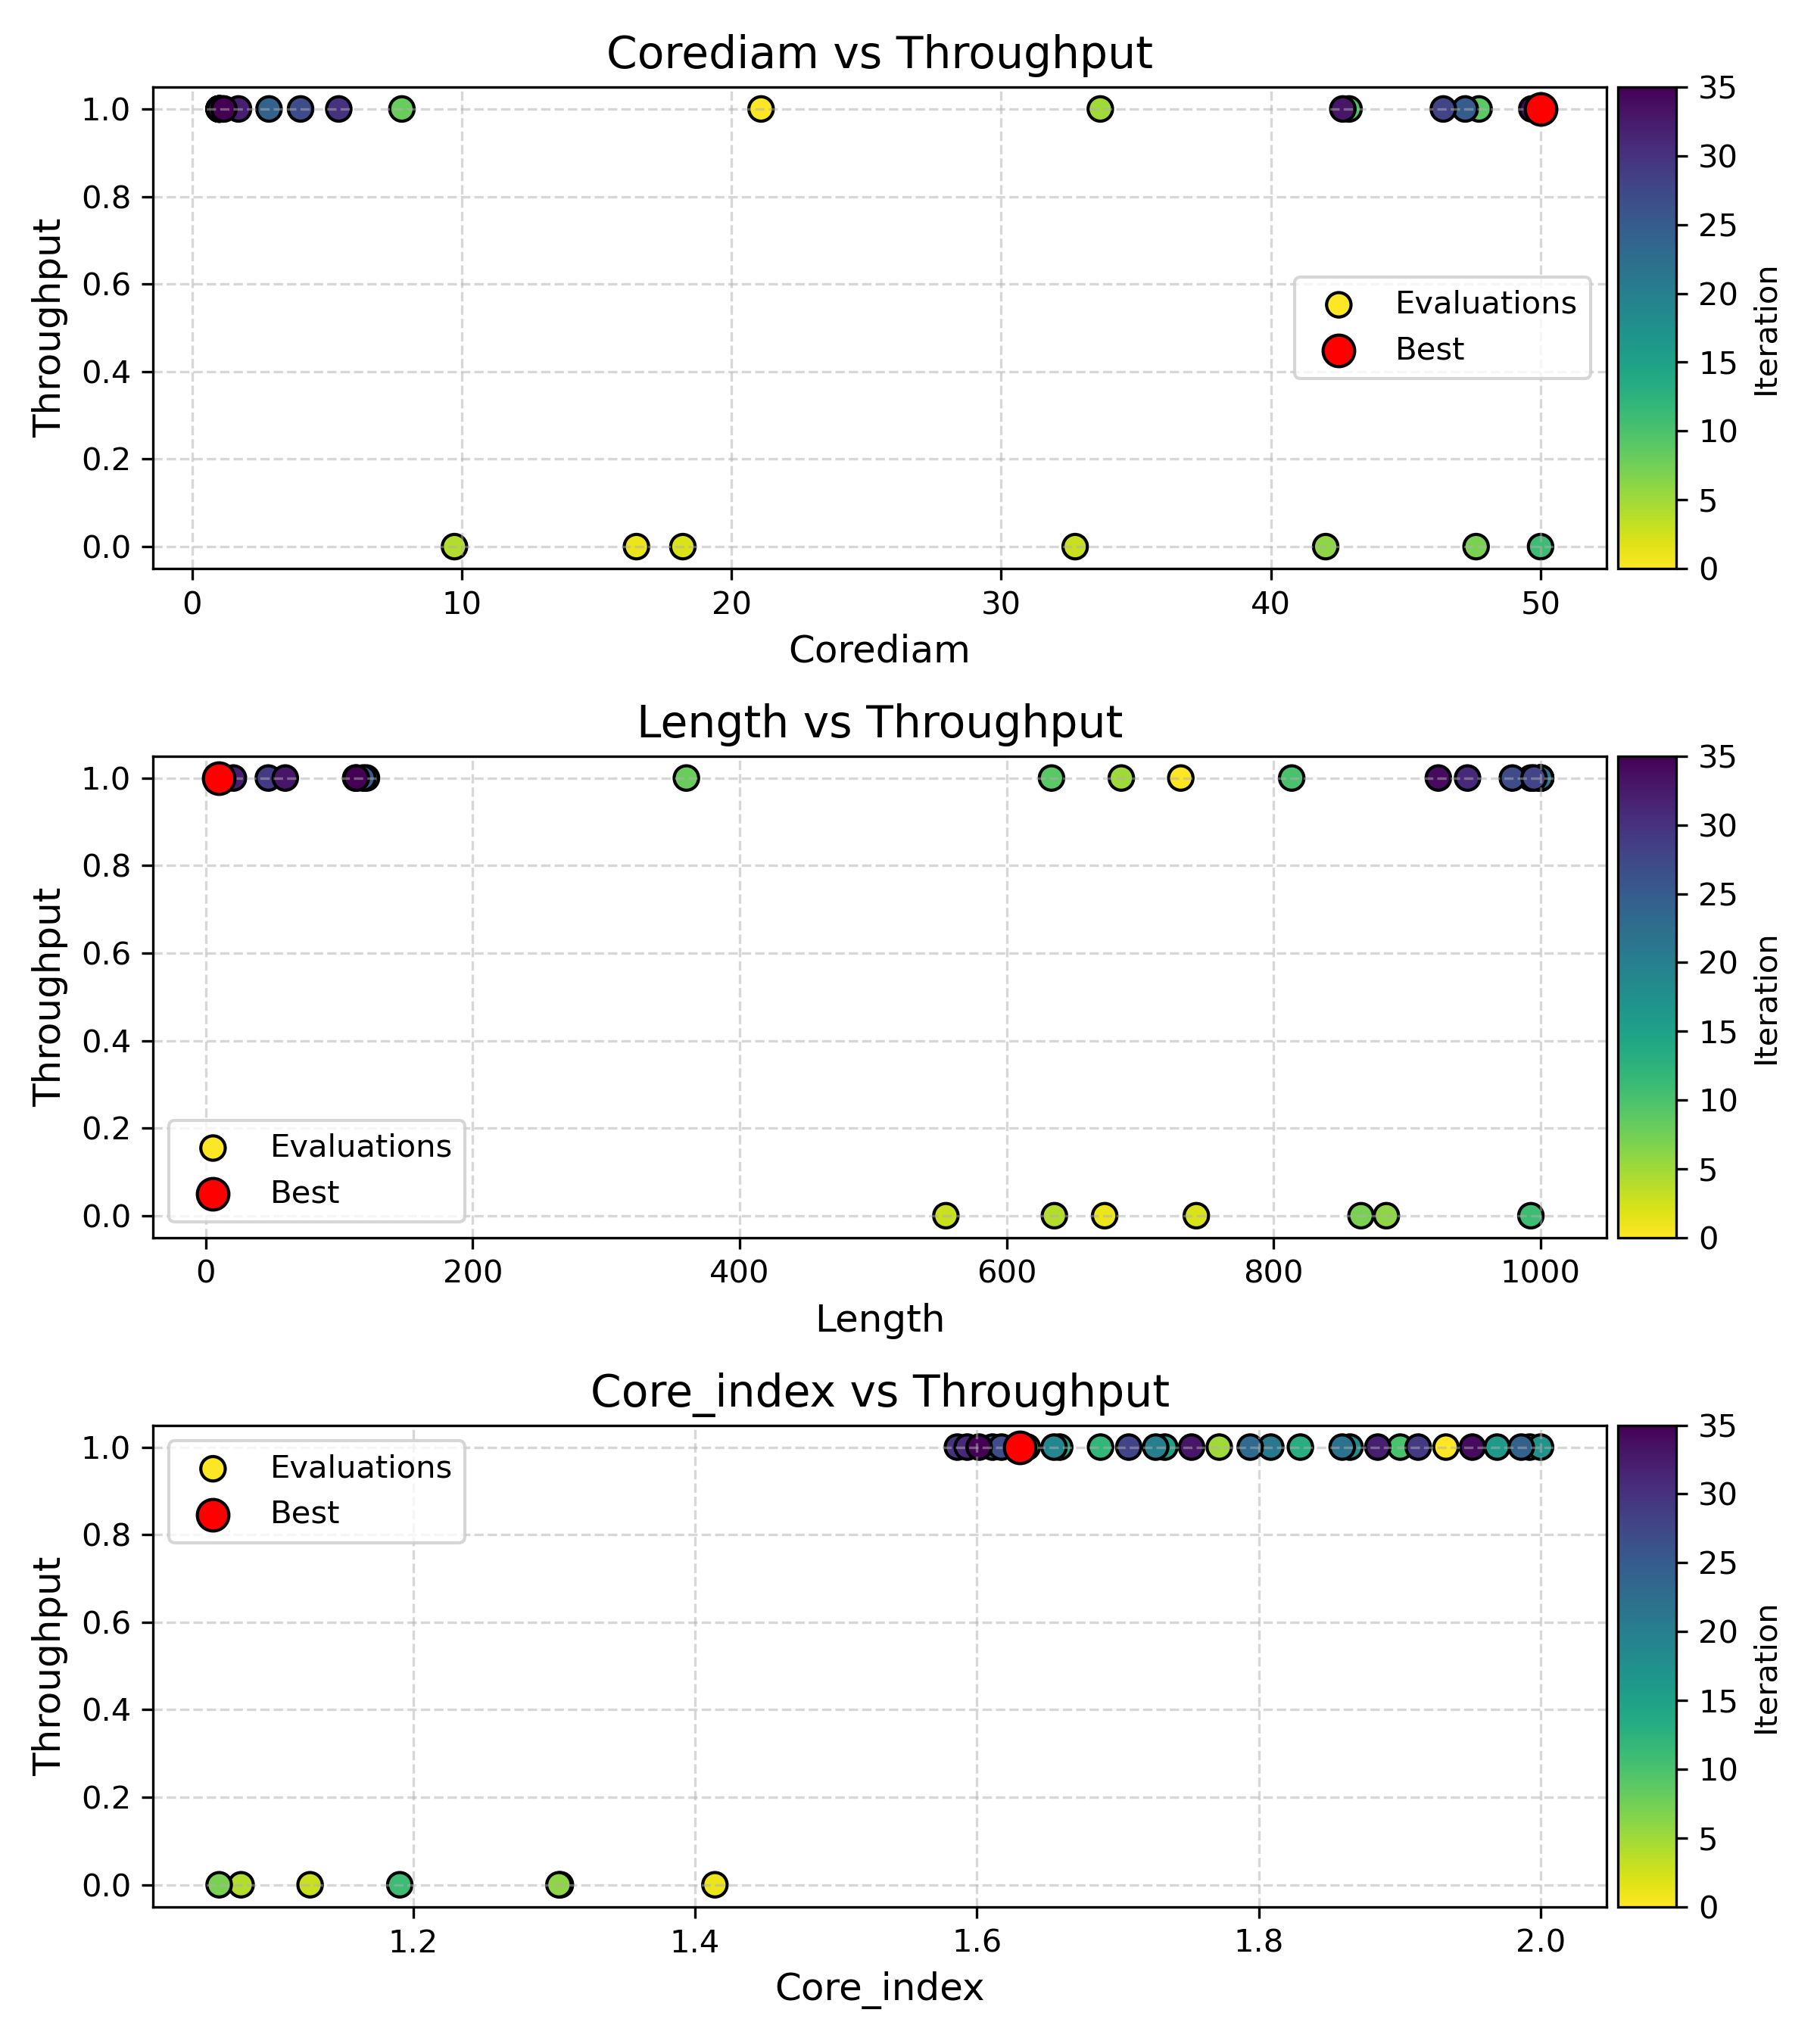 Corediam vs Throughput
Throughput
1.0
0.8
0.6
0.4
0.2
0.0
0 10 20 30 40 50
Corediam
Evaluations
Best
35
30
25
20
15
10
5
0
Iteration
Length vs Throughput
Throughput
1.0
0.8
0.6
0.4
0.2
0.0
0 200 400 600 800 1000
Length
Evaluations
Best
35
30
25
20
15
10
5
0
Iteration
Core_index vs Throughput
Throughput
1.0
0.8
0.6
0.4
0.2
0.0
1.2 1.4 1.6 1.8 2.0
Core_index
Evaluations
Best
35
30
25
20
15
10
5
0
Iteration